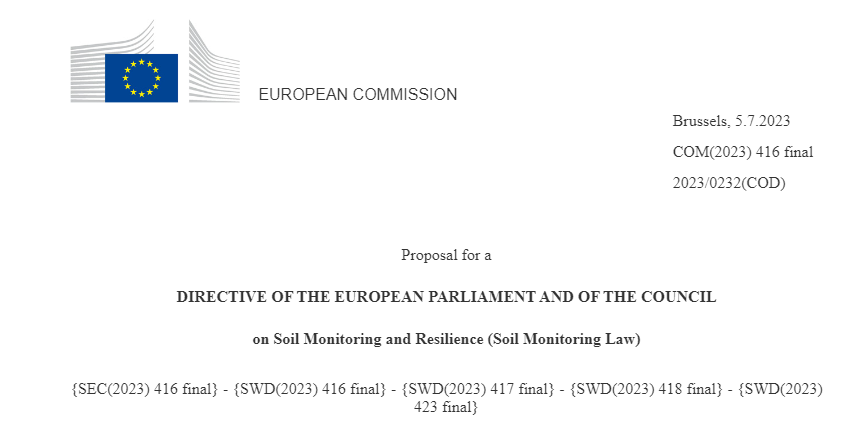 EUROPEAN COMMISSION
Brussels, 5.7.2023
COM(2023) 416 final
2023/0232(COD)
Proposal for a
DIRECTIVE OF THE EUROPEAN PARLIAMENT AND OF THE COUNCIL
on Soil Monitoring and Resilience (Soil Monitoring Law)
{SEC(2023) 416 final} - {SWD(2023) 416 final} - {SWD(2023) 417 final} - {SWD(2023) 418 final} - {SWD(2023)
423 final}